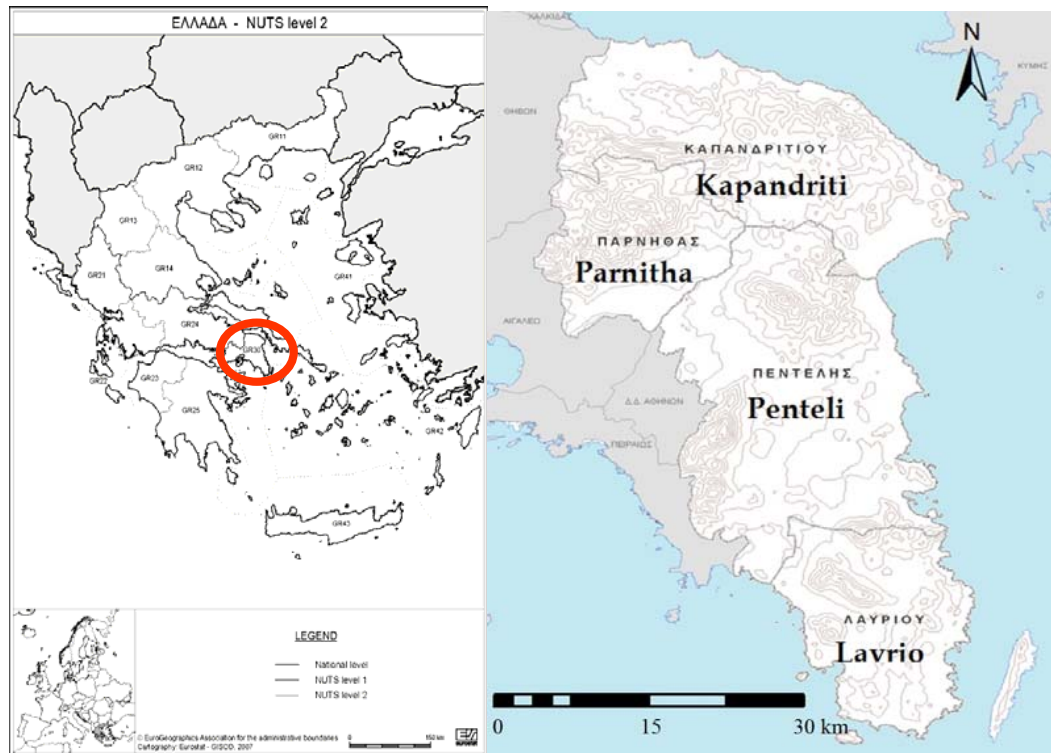 ΕΛΛΑΔΑ - NUTS level 2
GR11
GR12
GR13
GR14
GR21
GR41
GR24
GR30
GR22
GR23
GR25
GR42
GR43
LEGEND
National level
NUTS level 1
NUTS level 2
© EuroGeographics Association for the administrative boundaries
Cartography: Eurostat - GISCO, 2007
0 150 km
eurostat
ΧΑΛΚΙΔΑΣ
N
ΚΥΜΗΣ
ΘΗΒΩΝ
ΚΑΠΑΝΔΡΙΤΙΟΥ
Kapandriti
ΠΑΡΝΗΘΑΣ
Parnitha
ΑΙΓΑΛΕΩ
ΠΕΝΤΕΛΗΣ
Penteli
Δ.Δ. ΑΘΗΝΩΝ
ΠΕΙΡΑΙΩΣ
ΛΑΥΡΙΟΥ
Lavrio
0 15 30 km